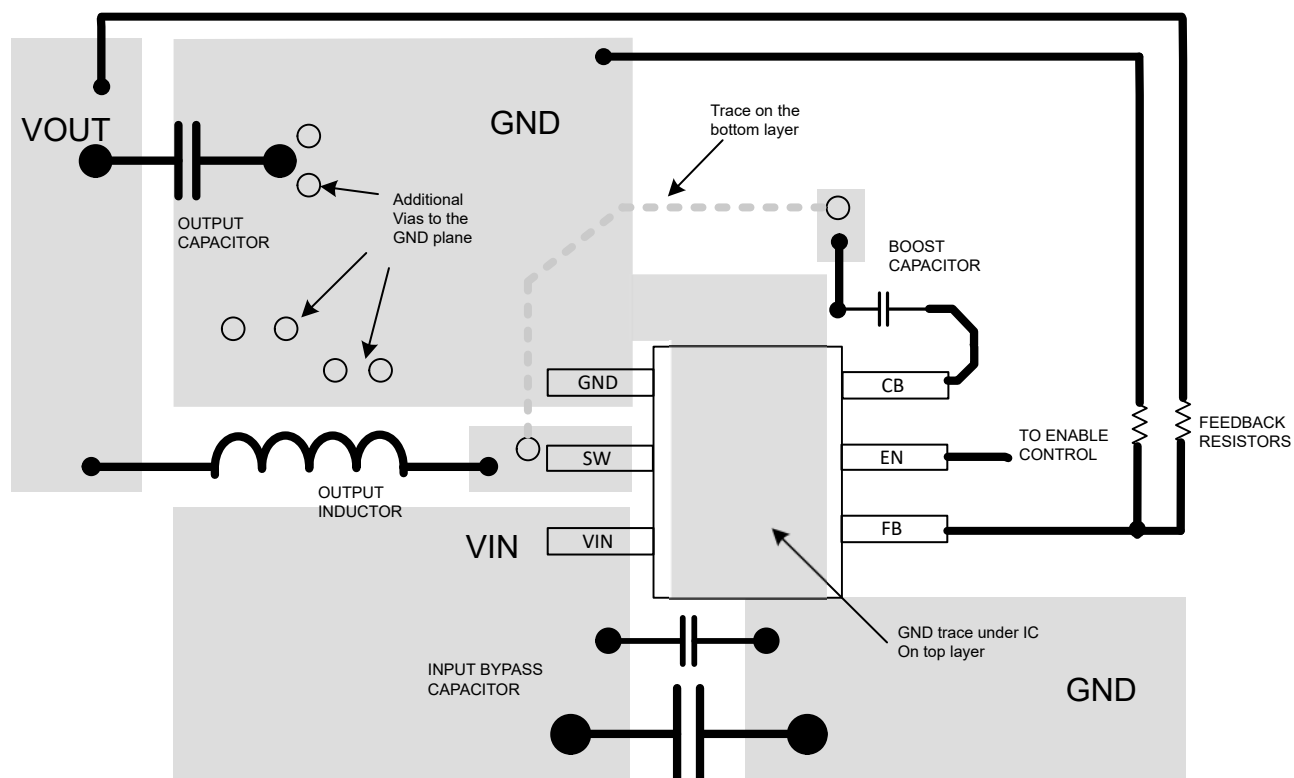 VOUT
GND
Trace on the
bottom layer
Additional
Vias to the
GND plane
OUTPUT
CAPACITOR
BOOST
CAPACITOR
GND
CB
SW
EN
TO ENABLE
CONTROL
FEEDBACK
RESISTORS
OUTPUT
INDUCTOR
VIN
VIN
FB
GND trace under IC
On top layer
INPUT BYPASS
CAPACITOR
GND